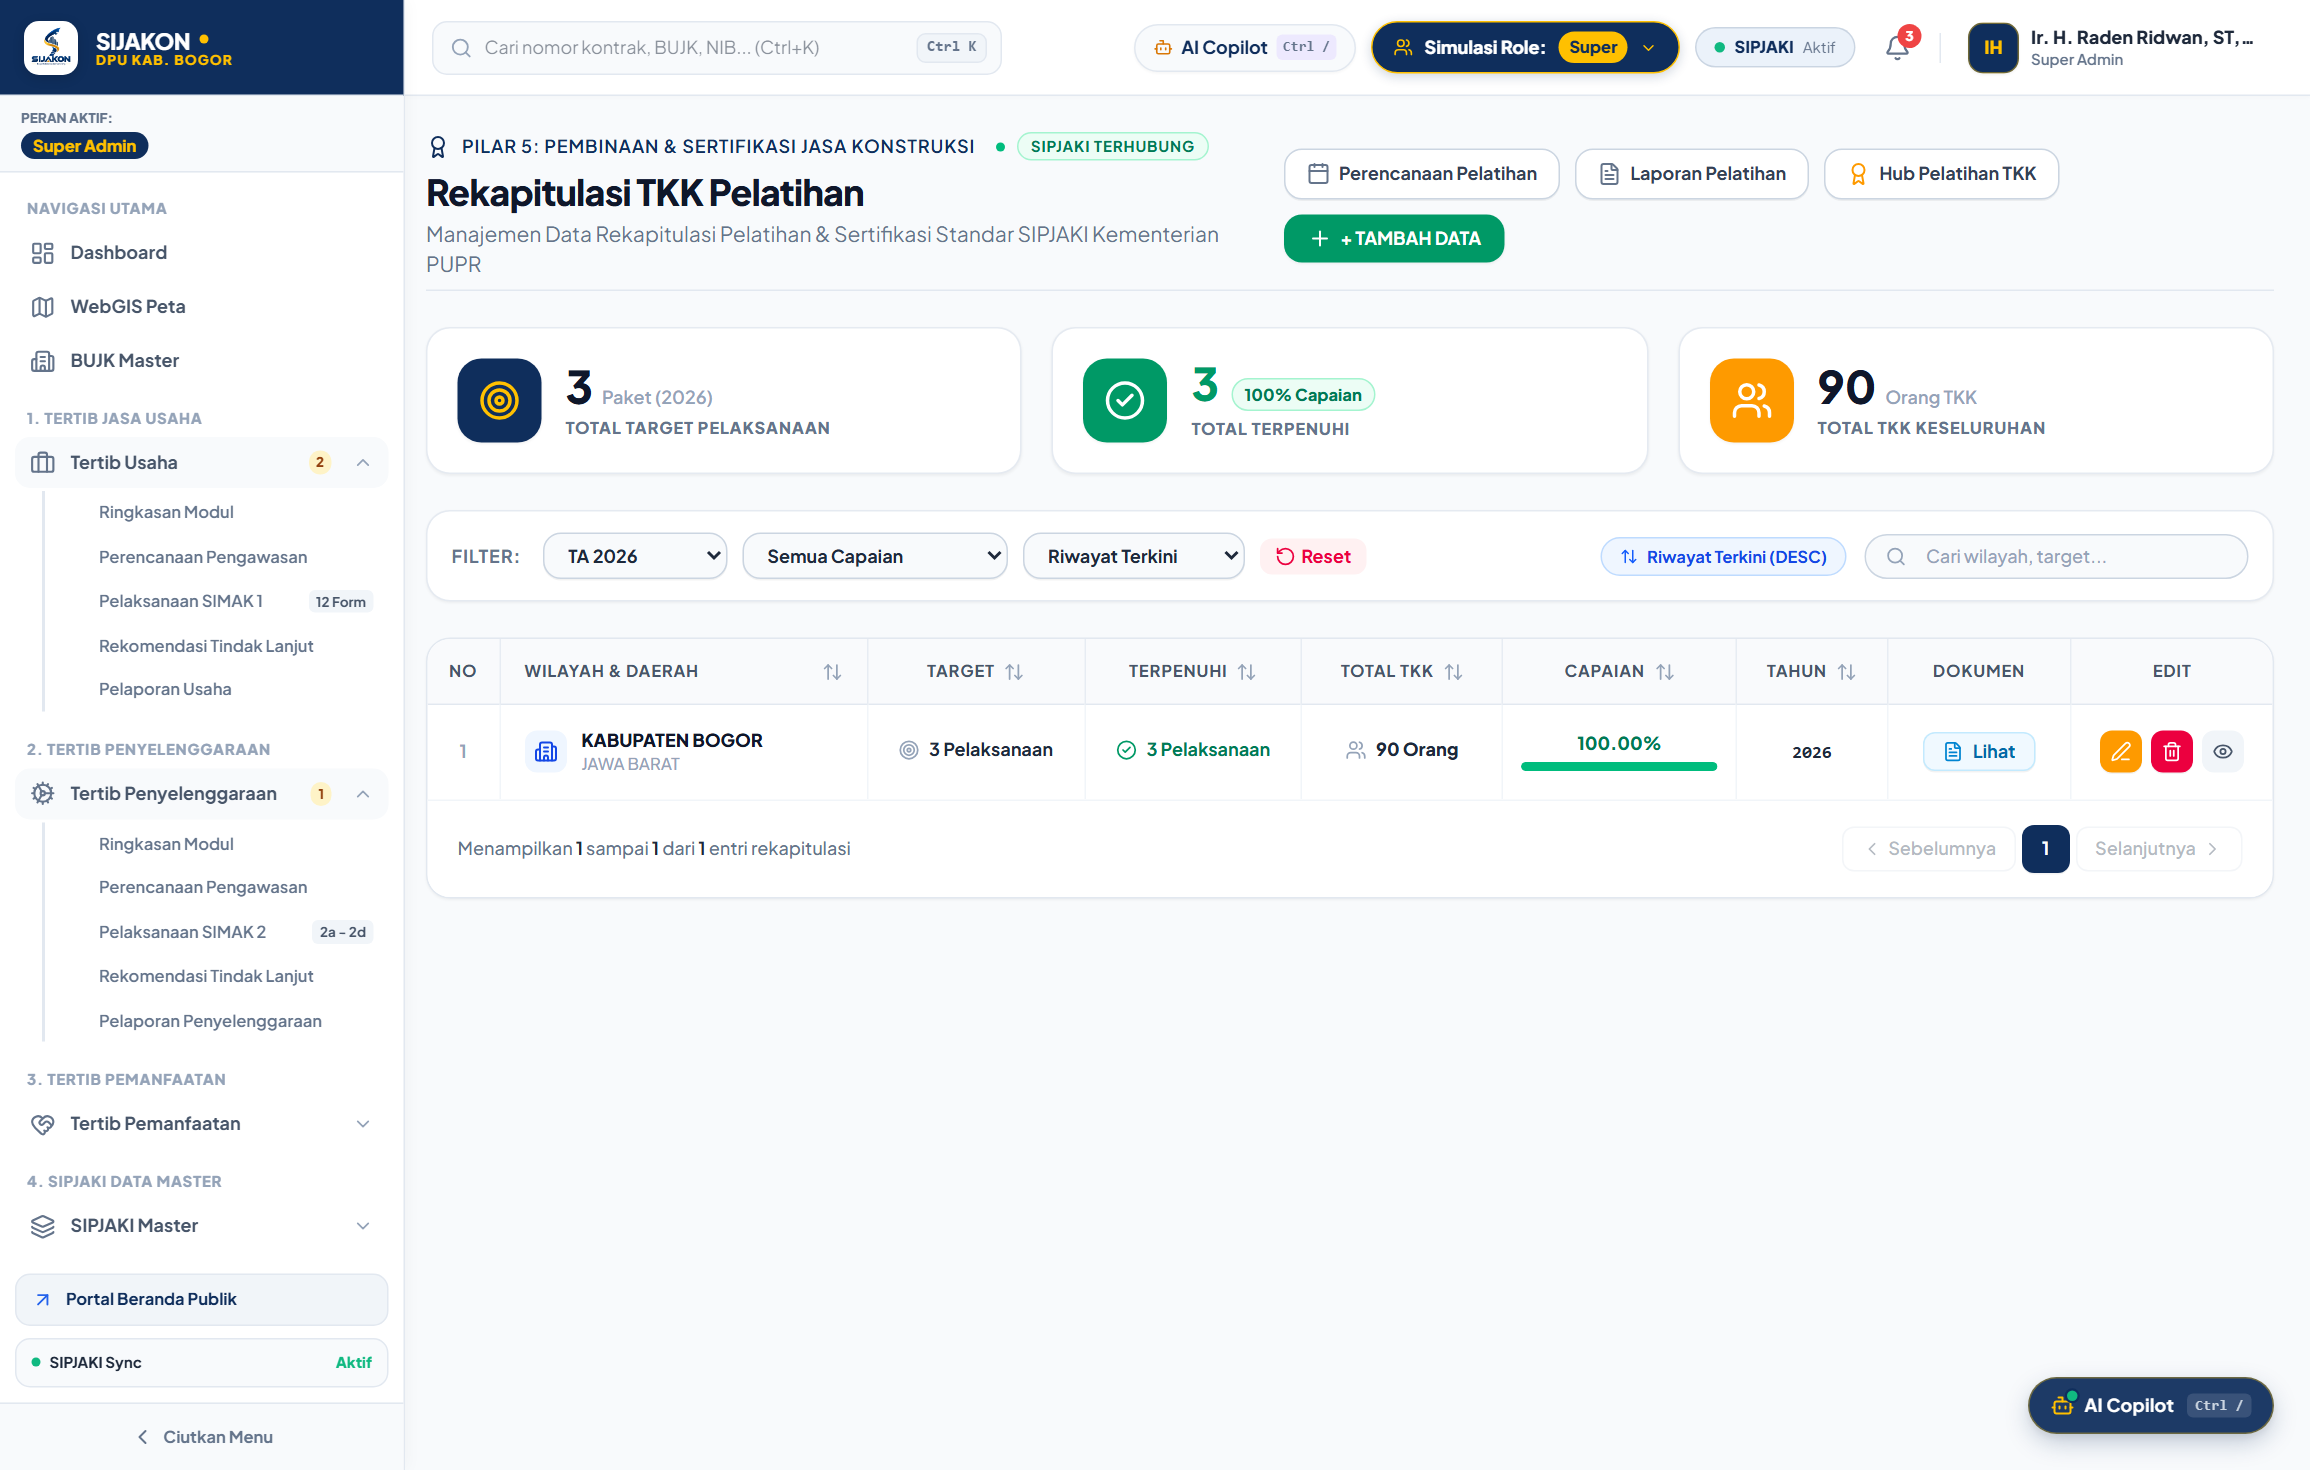 SIJAKON
DPU KAB. BOGOR
SIJAKON
Cari nomor kontrak, BUJK, NIB... (Ctrl+K)
Ctrl K
AI Copilot
Ctrl /
Simulasi Role:
Super
SIPJAKI Aktif
3
IH
Ir. H. Raden Ridwan, ST,...
Super Admin
PERAN AKTIF:
Super Admin
NAVIGASI UTAMA
Dashboard
WebGIS Peta
BUJK Master
1. TERTIB JASA USAHA
Tertib Usaha
2
Ringkasan Modul
Perencanaan Pengawasan
Pelaksanaan SIMAK 1
12 Form
Rekomendasi Tindak Lanjut
Pelaporan Usaha
2. TERTIB PENYELENGGARAAN
Tertib Penyelenggaraan
1
Ringkasan Modul
Perencanaan Pengawasan
Pelaksanaan SIMAK 2
2a - 2d
Rekomendasi Tindak Lanjut
Pelaporan Penyelenggaraan
3. TERTIB PEMANFAATAN
Tertib Pemanfaatan
4. SIPJAKI DATA MASTER
SIPJAKI Master
Portal Beranda Publik
SIPJAKI Sync
Aktif
Ciutkan Menu
PILAR 5: PEMBINAAN & SERTIFIKASI JASA KONSTRUKSI
SIPJAKI TERHUBUNG
Rekapitulasi TKK Pelatihan
Manajemen Data Rekapitulasi Pelatihan & Sertifikasi Standar SIPJAKI Kementerian
PUPR
Perencanaan Pelatihan
Laporan Pelatihan
Hub Pelatihan TKK
+ TAMBAH DATA
3 Paket (2026)
TOTAL TARGET PELAKSANAAN
3 100% Capaian
TOTAL TERPENUHI
90 Orang TKK
TOTAL TKK KESELURUHAN
FILTER:
TA 2026
Semua Capaian
Riwayat Terkini
Reset
Riwayat Terkini (DESC)
Cari wilayah, target...
NO
WILAYAH & DAERAH
TARGET
TERPENUHI
TOTAL TKK
CAPAIAN
TAHUN
DOKUMEN
EDIT
1
KABUPATEN BOGOR
JAWA BARAT
3 Pelaksanaan
3 Pelaksanaan
90 Orang
100.00%
2026
Lihat
Menampilkan 1 sampai 1 dari 1 entri rekapitulasi
Sebelumnya
1
Selanjutnya
AI Copilot
Ctrl /